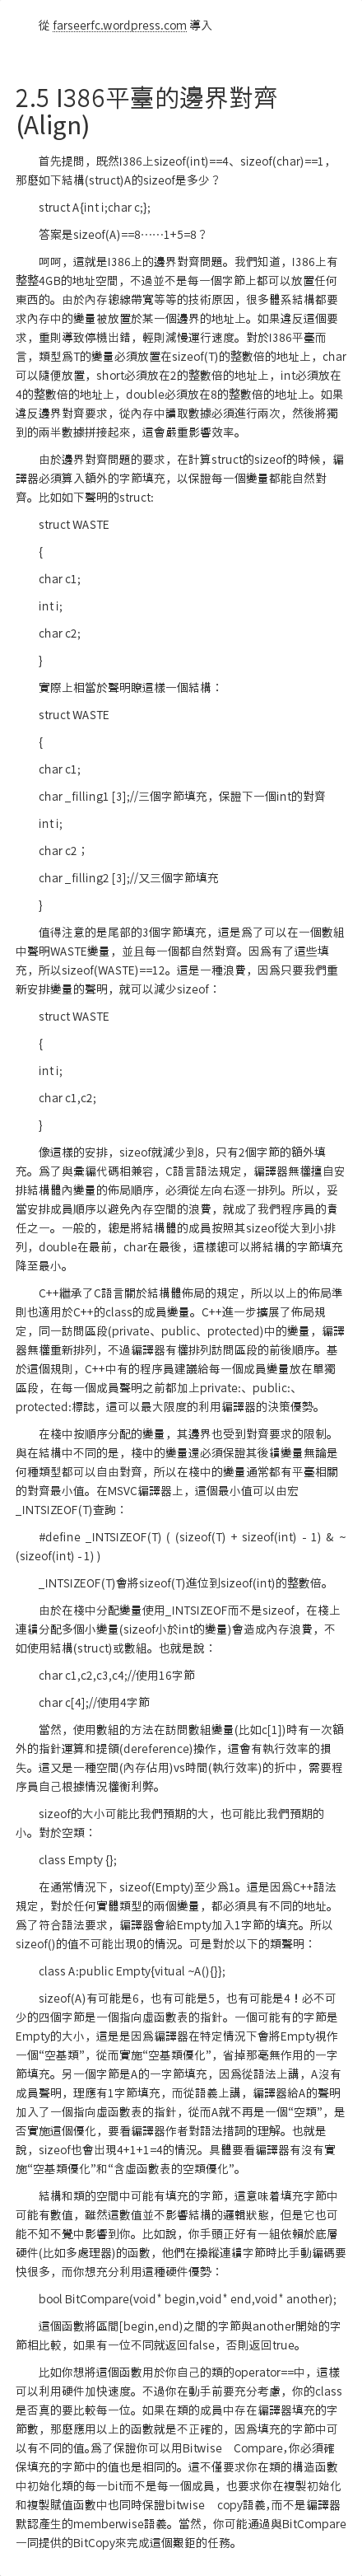 從 farseerfc.wordpress.com 導入
2.5 I386平臺的邊界對齊
(Align)
首先提問，既然I386上sizeof(int)==4、sizeof(char)==1，
那麼如下結構(struct)A的sizeof是多少？
struct A{int i;char c;};
答案是sizeof(A)==8……1+5=8？
呵呵，這就是I386上的邊界對齊問題。我們知道，I386上有
整整4GB的地址空間，不過並不是每一個字節上都可以放置任何
東西的。由於內存總線帶寬等等的技術原因，很多體系結構都要
求內存中的變量被放置於某一個邊界的地址上。如果違反這個要
求，重則導致停機出錯，輕則減慢運行速度。對於I386平臺而
言，類型爲T的變量必須放置在sizeof(T)的整數倍的地址上，char
可以隨便放置，short必須放在2的整數倍的地址上，int必須放在
4的整數倍的地址上，double必須放在8的整數倍的地址上。如果
違反邊界對齊要求，從內存中讀取數據必須進行兩次，然後將獨
到的兩半數據拼接起來，這會嚴重影響效率。
由於邊界對齊問題的要求，在計算struct的sizeof的時候，編
譯器必須算入額外的字節填充，以保證每一個變量都能自然對
齊。比如如下聲明的struct:
struct WASTE
{
char c1;
int i;
char c2;
}
實際上相當於聲明瞭這樣一個結構：
struct WASTE
{
char c1;
char _filling1 [3];//三個字節填充，保證下一個int的對齊
int i;
char c2；
char _filling2 [3];//又三個字節填充
}
值得注意的是尾部的3個字節填充，這是爲了可以在一個數組
中聲明WASTE變量，並且每一個都自然對齊。因爲有了這些填
充，所以sizeof(WASTE)==12。這是一種浪費，因爲只要我們重
新安排變量的聲明，就可以減少sizeof：
struct WASTE
{
int i;
char c1,c2;
}
像這樣的安排，sizeof就減少到8，只有2個字節的額外填
充。爲了與彙編代碼相兼容，C語言語法規定，編譯器無權擅自安
排結構體內變量的佈局順序，必須從左向右逐一排列。所以，妥
當安排成員順序以避免內存空間的浪費，就成了我們程序員的責
任之一。一般的，總是將結構體的成員按照其sizeof從大到小排
列，double在最前，char在最後，這樣總可以將結構的字節填充
降至最小。
C++繼承了C語言關於結構體佈局的規定，所以以上的佈局準
則也適用於C++的class的成員變量。C++進一步擴展了佈局規
定，同一訪問區段(private、public、protected)中的變量，編譯
器無權重新排列，不過編譯器有權排列訪問區段的前後順序。基
於這個規則，C++中有的程序員建議給每一個成員變量放在單獨
區段，在每一個成員聲明之前都加上private:、public:、
protected:標誌，這可以最大限度的利用編譯器的決策優勢。
在棧中按順序分配的變量，其邊界也受到對齊要求的限制。
與在結構中不同的是，棧中的變量還必須保證其後續變量無論是
何種類型都可以自由對齊，所以在棧中的變量通常都有平臺相關
的對齊最小值。在MSVC編譯器上，這個最小值可以由宏
_INTSIZEOF(T)查詢：
#define _INTSIZEOF(T) ( (sizeof(T) + sizeof(int) - 1) & ~
(sizeof(int) - 1) )
_INTSIZEOF(T)會將sizeof(T)進位到sizeof(int)的整數倍。
由於在棧中分配變量使用_INTSIZEOF而不是sizeof，在棧上
連續分配多個小變量(sizeof小於int的變量)會造成內存浪費，不
如使用結構(struct)或數組。也就是說：
char c1,c2,c3,c4;//使用16字節
char c[4];//使用4字節
當然，使用數組的方法在訪問數組變量(比如c[1])時有一次額
外的指針運算和提領(dereference)操作，這會有執行效率的損
失。這又是一種空間(內存佔用)vs時間(執行效率)的折中，需要程
序員自己根據情況權衡利弊。
sizeof的大小可能比我們預期的大，也可能比我們預期的
小。對於空類：
class Empty {};
在通常情況下，sizeof(Empty)至少爲1。這是因爲C++語法
規定，對於任何實體類型的兩個變量，都必須具有不同的地址。
爲了符合語法要求，編譯器會給Empty加入1字節的填充。所以
sizeof()的值不可能出現0的情況。可是對於以下的類聲明：
class A:public Empty{vitual ~A(){}};
sizeof(A)有可能是6，也有可能是5，也有可能是4！必不可
少的四個字節是一個指向虛函數表的指針。一個可能有的字節是
Empty的大小，這是是因爲編譯器在特定情況下會將Empty視作
一個“空基類”，從而實施“空基類優化”，省掉那毫無作用的一字
節填充。另一個字節是A的一字節填充，因爲從語法上講，A沒有
成員聲明，理應有1字節填充，而從語義上講，編譯器給A的聲明
加入了一個指向虛函數表的指針，從而A就不再是一個“空類”，是
否實施這個優化，要看編譯器作者對語法措詞的理解。也就是
說，sizeof也會出現4+1+1=4的情況。具體要看編譯器有沒有實
施“空基類優化”和“含虛函數表的空類優化”。
結構和類的空間中可能有填充的字節，這意味着填充字節中
可能有數值，雖然這數值並不影響結構的邏輯狀態，但是它也可
能不知不覺中影響到你。比如說，你手頭正好有一組依賴於底層
硬件(比如多處理器)的函數，他們在操縱連續字節時比手動編碼要
快很多，而你想充分利用這種硬件優勢：
bool BitCompare(void* begin,void* end,void* another);
這個函數將區間[begin,end)之間的字節與another開始的字
節相比較，如果有一位不同就返回false，否則返回true。
比如你想將這個函數用於你自己的類的operator==中，這樣
可以利用硬件加快速度。不過你在動手前要充分考慮，你的class
是否真的要比較每一位。如果在類的成員中存在編譯器填充的字
節數，那麼應用以上的函數就是不正確的，因爲填充的字節中可
以有不同的值。爲了保證你可以用Bitwise Compare，你必須確
保填充的字節中的值也是相同的。這不僅要求你在類的構造函數
中初始化類的每一bit而不是每一個成員，也要求你在複製初始化
和複製賦值函數中也同時保證bitwise copy語義，而不是編譯器
默認產生的memberwise語義。當然，你可能通過與BitCompare
一同提供的BitCopy來完成這個艱鉅的任務。